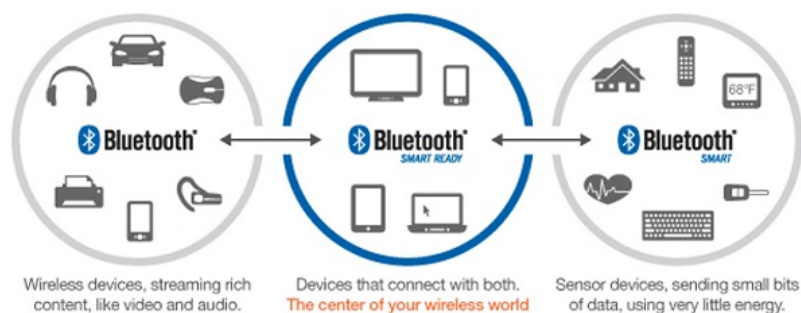 Bluetooth
Bluetooth
SMART READY
68°F
Bluetooth
SMART
Wireless devices, streaming rich
content, like video and audio.
Devices that connect with both.
The center of your wireless world
Sensor devices, sending small bits
of data, using very little energy.